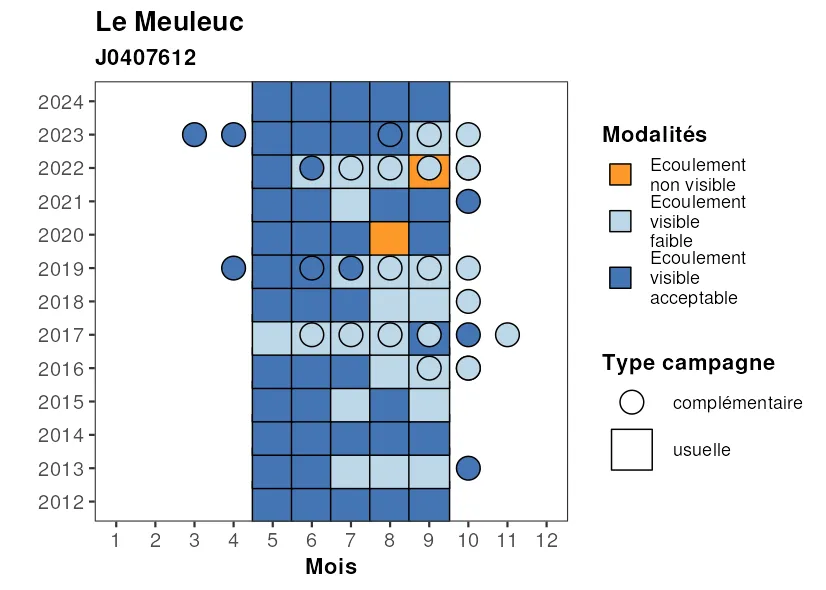 Le Meuleuc
J0407612
2024
2023
2022
2021
2020
2019
2018
2017
2016
2015
2014
2013
2012
1 2 3 4 5 6 7 8 9 10 11 12
Mois
Modalités
Ecoulement
non visible
Ecoulement
visible
faible
Ecoulement
visible
acceptable
Type campagne
complémentaire
usuelle